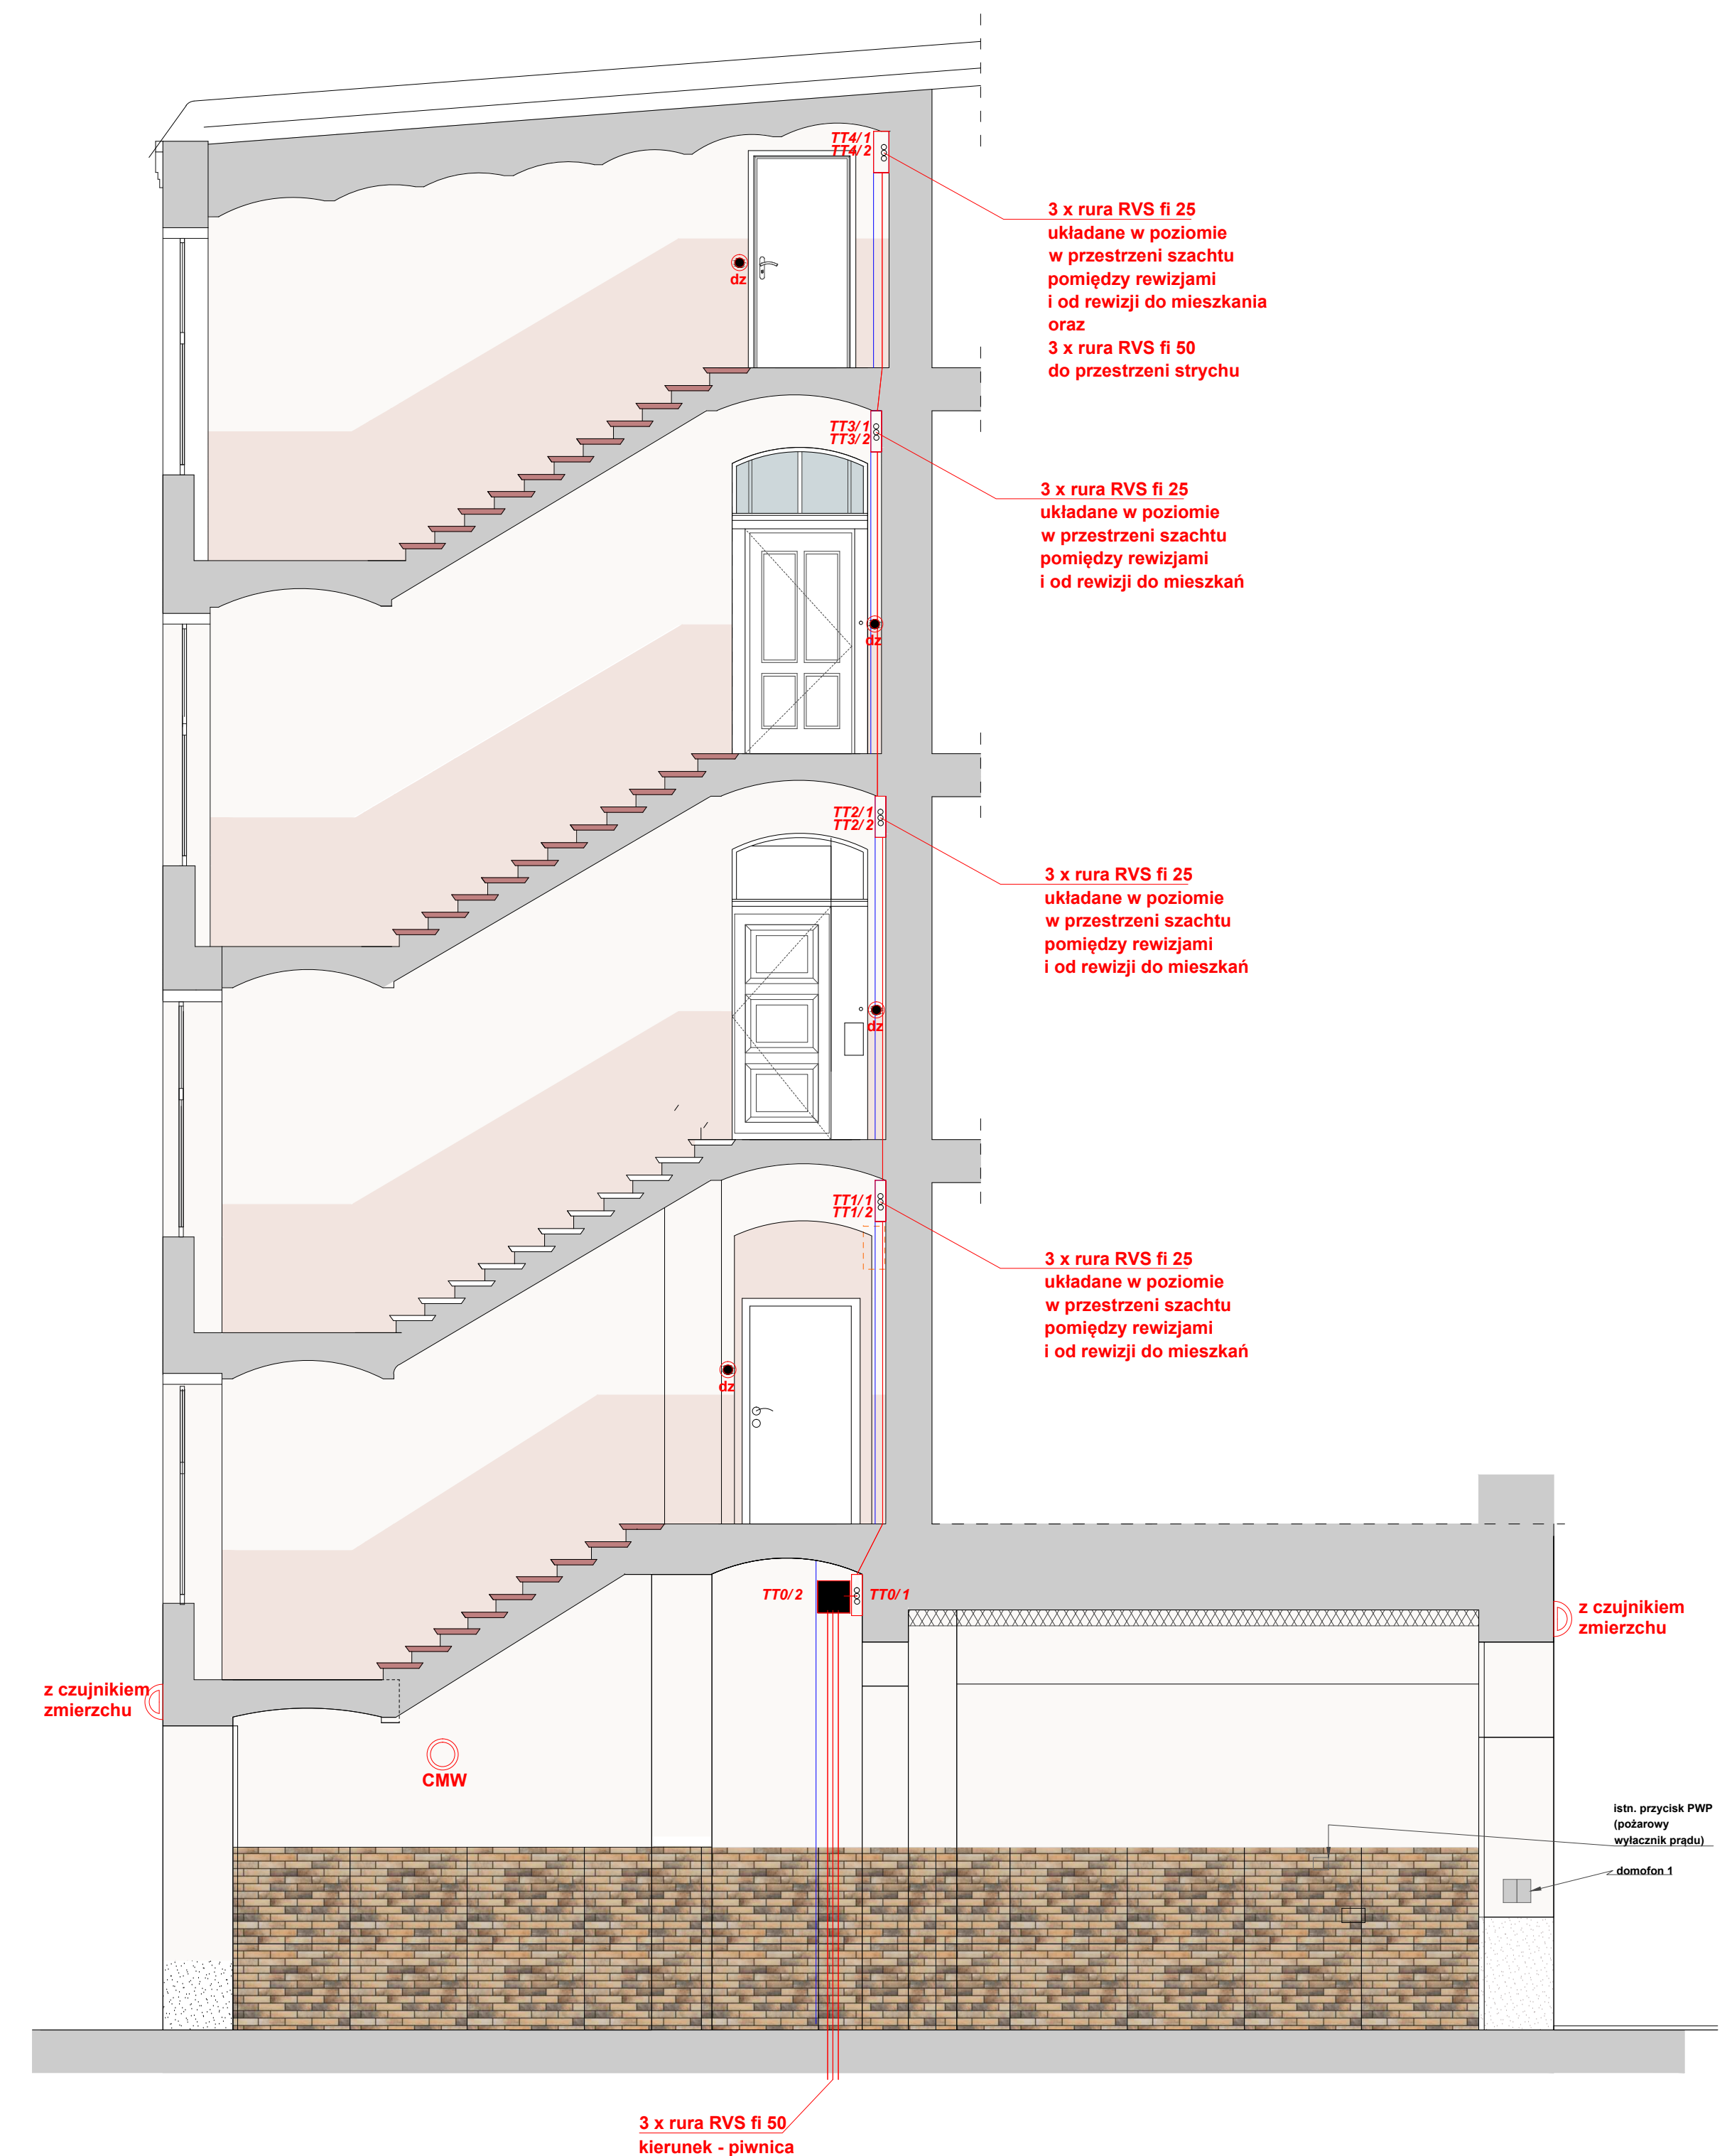 TT4/1
TT4/2
3 x rura RVS fi 25
układane w poziomie
w przestrzeni szachtu
pomiędzy rewizjami
i od rewizji do mieszkania
oraz
3 x rura RVS fi 50
do przestrzeni strychu
dz
TT3/1
TT3/2
3 x rura RVS fi 25
układane w poziomie
w przestrzeni szachtu
pomiędzy rewizjami
i od rewizji do mieszkań
dz
TT2/1
TT2/2
3 x rura RVS fi 25
układane w poziomie
w przestrzeni szachtu
pomiędzy rewizjami
i od rewizji do mieszkań
dz
TT1/1
TT1/2
3 x rura RVS fi 25
układane w poziomie
w przestrzeni szachtu
pomiędzy rewizjami
i od rewizji do mieszkań
dz
TT0/2
TT0/1
z czujnikiem
zmierzchu
z czujnikiem
zmierzchu
CMW
istn. przycisk PWP
(pożarowy
wyłacznik prądu)
domofon 1
3 x rura RVS fi 50
kierunek - piwnica